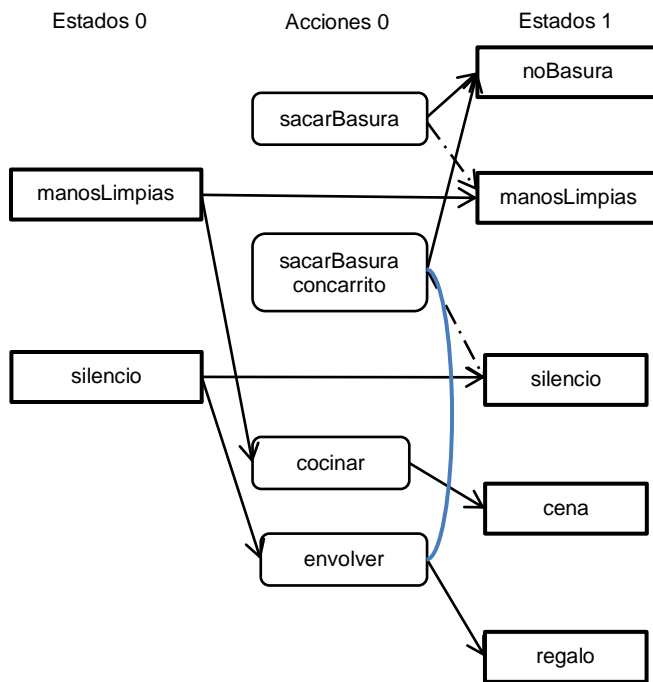 Estados 0
Acciones 0
Estados 1
noBasura
sacarBasura
manosLimpias
manosLimpias
sacarBasura
concarrito
silencio
silencio
cocinar
cena
envolver
regalo